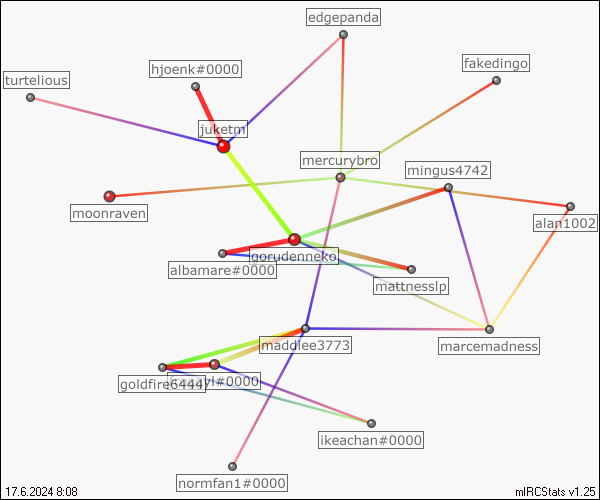 edgepanda
fakedingo
hjoenk#0000
turtelious
juketm
mercurybro
mingus4742
moonraven
alan1002
gorudenneko
albamare#0000
mattnesslp
maddiee3773
marcemadness
goldfire6444
l#0000
ikeachan#0000
normfan1#0000
17.6.2024 8:08
mIRCStats v1.25